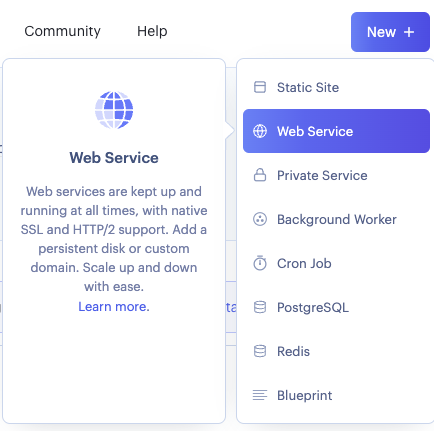 Community
Help
New +
Web Service
Web services are kept up and
running at all times, with native
SSL and HTTP/2 support. Add a
persistent disk or custom
domain. Scale up and down
with ease.
Learn more.
Static Site
Web Service
Private Service
Background Worker
Cron Job
PostgreSQL
Redis
Blueprint